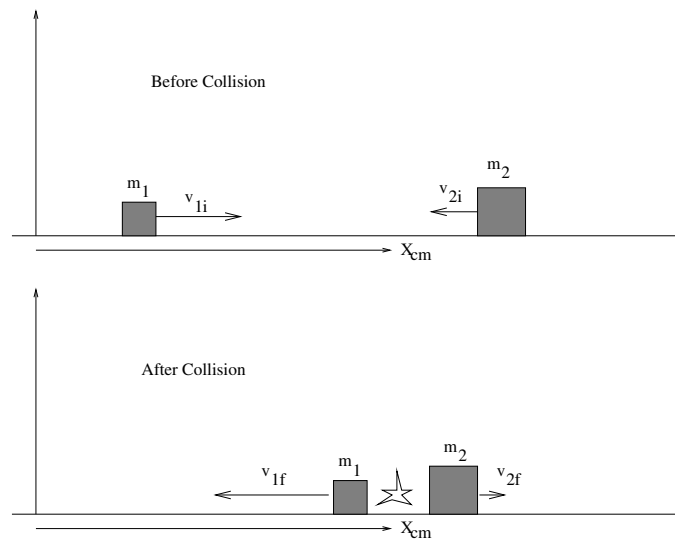 Before Collision
m1
v1i
v2i
m2
Xcm
After Collision
v1f
m1
m2
v2f
Xcm